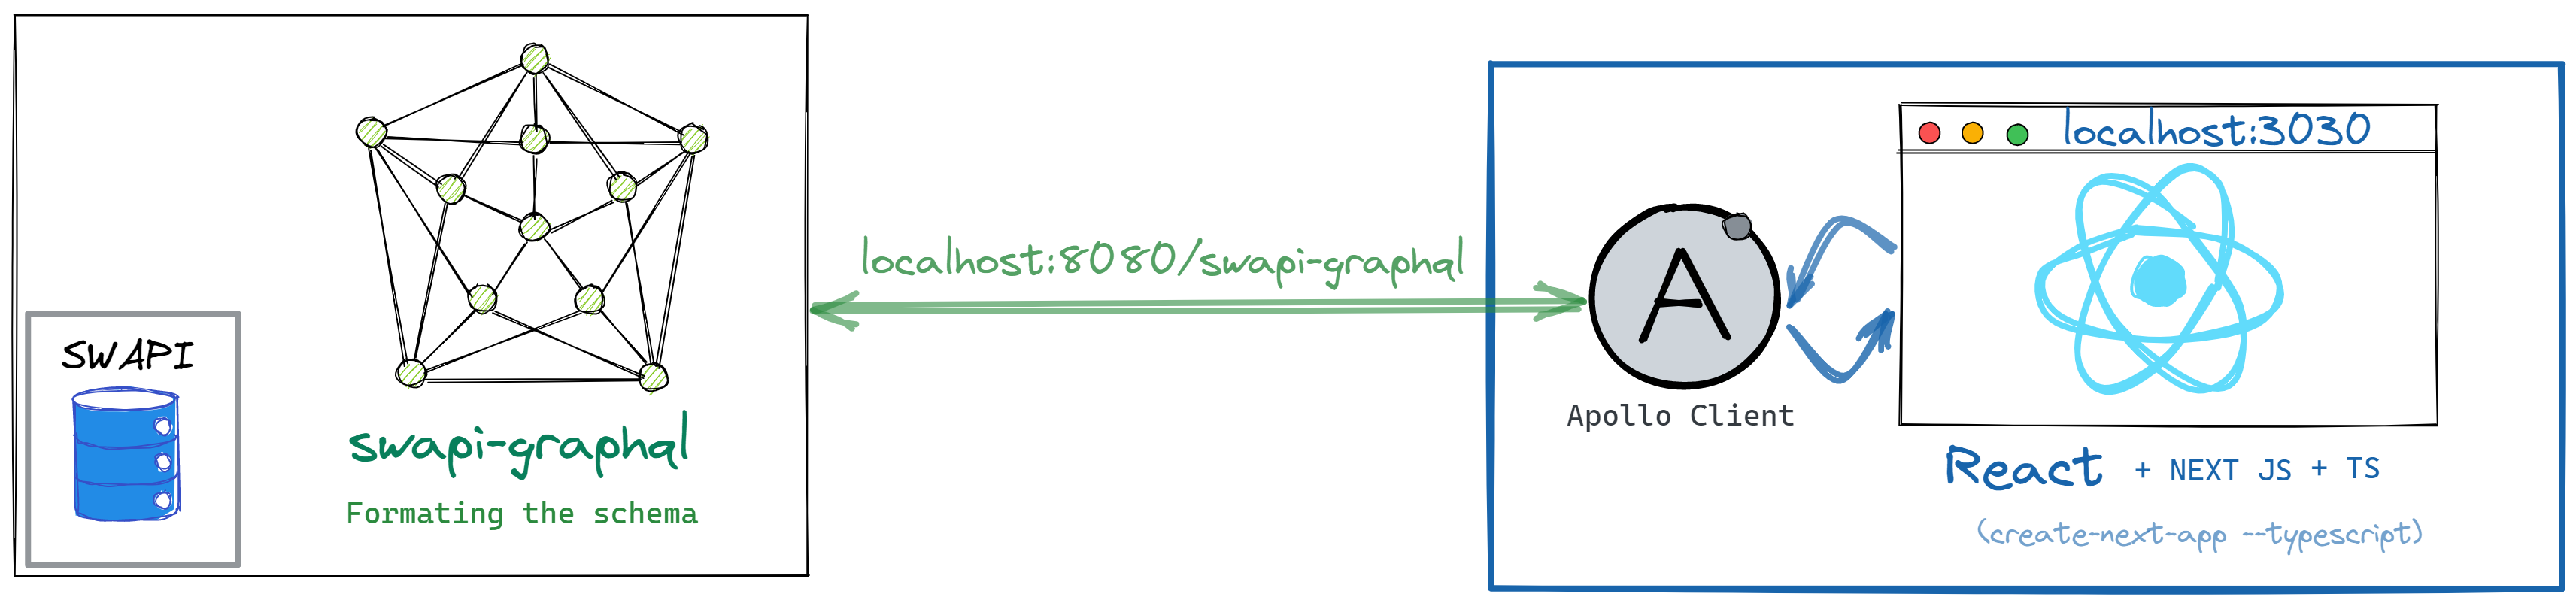 SWAPI
swapi-graphql
Formating the schema
localhost:8080/swapi-graphql
A
Apollo Client
localhost:3030
React + NEXT JS + TS
(create-next-app --typescript)